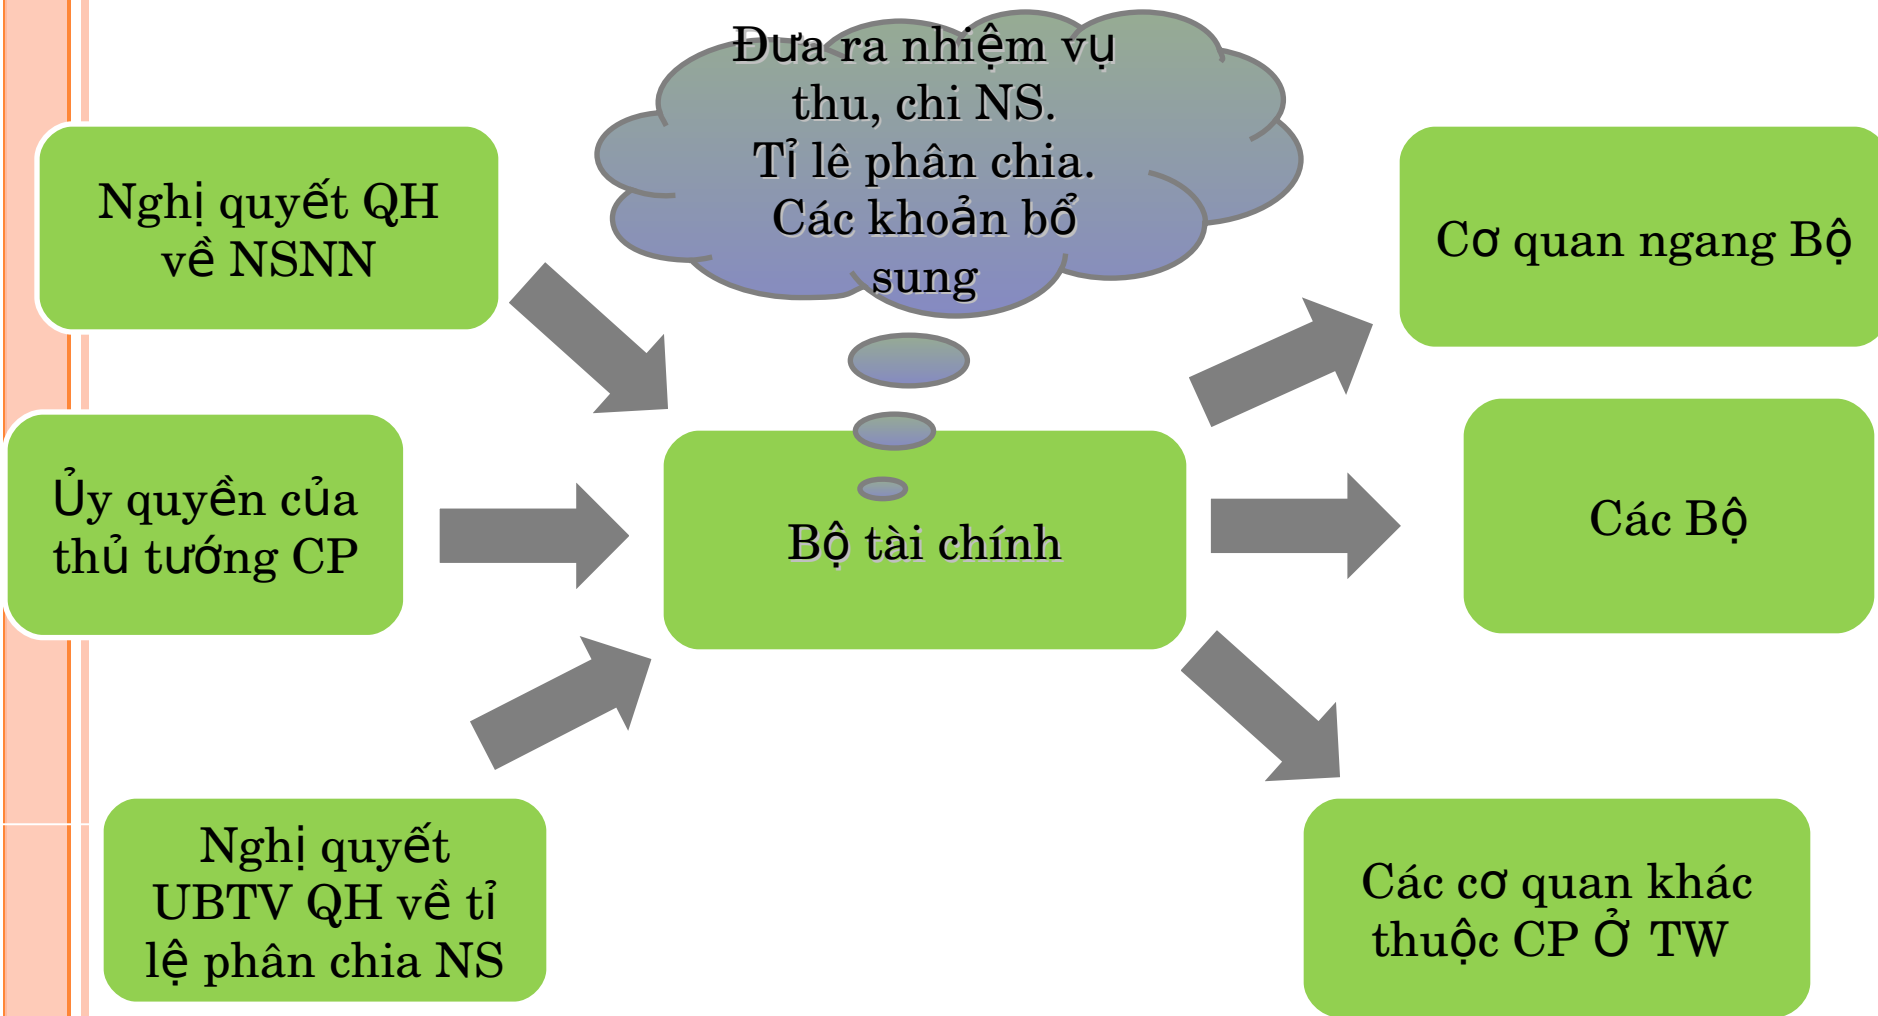 Đưa ra nhiệm vụ
thu, chi NS.
Tỉ lê phân chia.
Các khoản bổ
sung
Nghị quyết QH
về NSNN
Cơ quan ngang Bộ
Ủy quyền của
thủ tướng CP
Bộ tài chính
Các Bộ
Nghị quyết
UBTV QH về tỉ
lệ phân chia NS
Các cơ quan khác
thuộc CP Ở TW